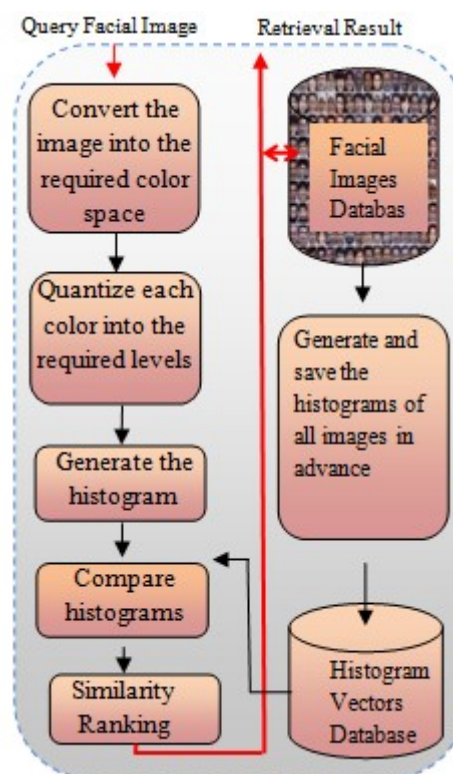 Query Facial Image
Retrieval Result
Convert the
image into the
required color
space
Quantize each
color into the
required levels
Generate the
histogram
Compare
histograms
Similarity
Ranking
Facial
Images
Databas
Generate and
save the
histograms of
all images in
advance
Histogram
Vectors
Database